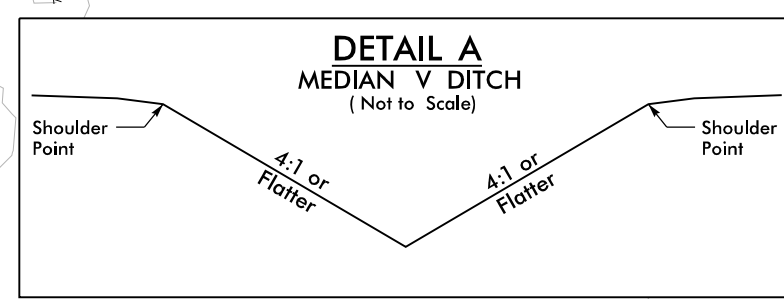 DETAIL A
MEDIAN V DITCH
( Not to Scale)
Shoulder
Point
4:1 or
Flatter
4:1 or
Flatter
Shoulder
Point